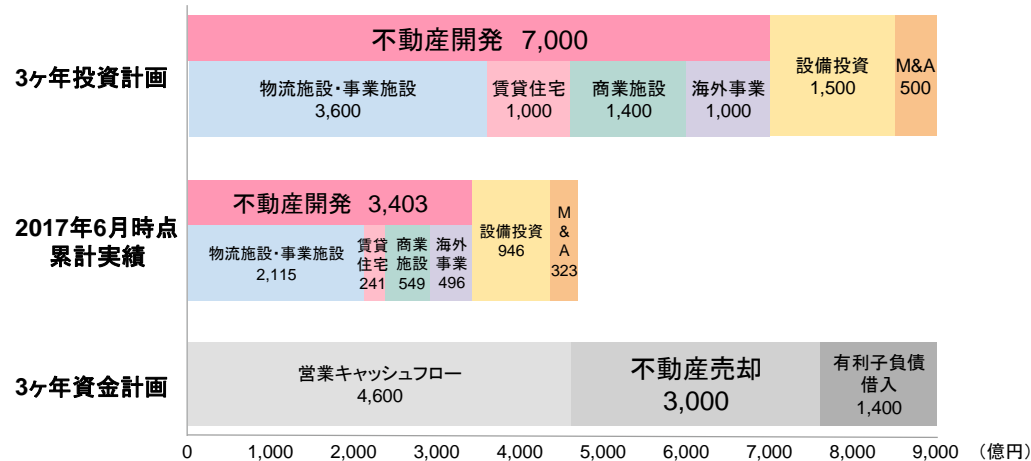 不動産開発 7,000
3ヶ年投資計画
物流施設・事業施設
3,600
賃貸住宅
1,000
商業施設
1,400
海外事業
1,000
設備投資
1,500
M&A
500
2017年6月時点
累計実績
不動産開発 3,403
物流施設・事業施設
2,115
賃貸
住宅
241
商業
施設
549
海外
事業
496
設備投資
946
M
&
A
323
3ヶ年資金計画
営業キャッシュフロー
4,600
不動産売却
3,000
有利子負債
借入
1,400
0 1,000 2,000 3,000 4,000 5,000 6,000 7,000 8,000 9,000 (億円)